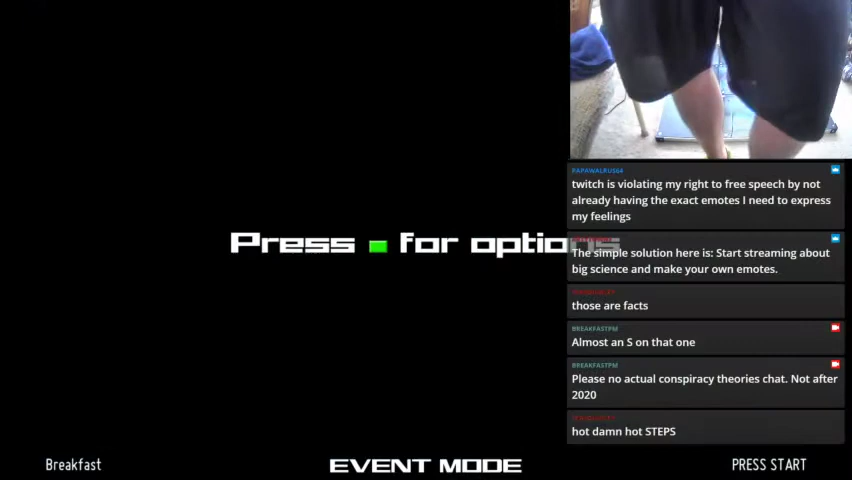 Press for options
PAPAWALRUS64
twitch is violating my right to free speech by not
already having the exact emotes I need to express
my feelings
The simple solution here is: Start streaming about
big science and make your own emotes.
those are facts
BREAKFASTPM
Almost an S on that one
BREAKFASTPM
Please no actual conspiracy theories chat. Not after
2020
hot damn hot STEPS
Breakfast
EVENT MODE
PRESS START